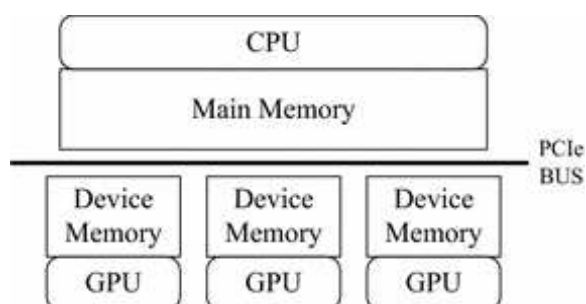 CPU
Main Memory
PCIe
BUS
Device
Memory
GPU
Device
Memory
GPU
Device
Memory
GPU